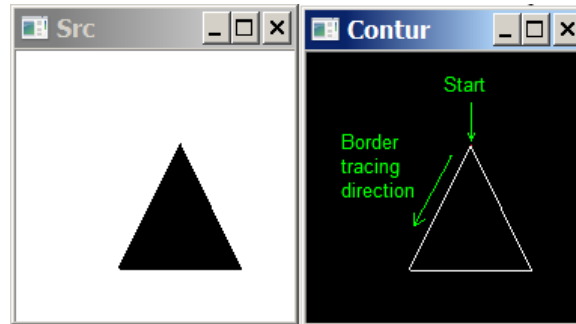 Src
Contur
Start
Border
tracing
direction